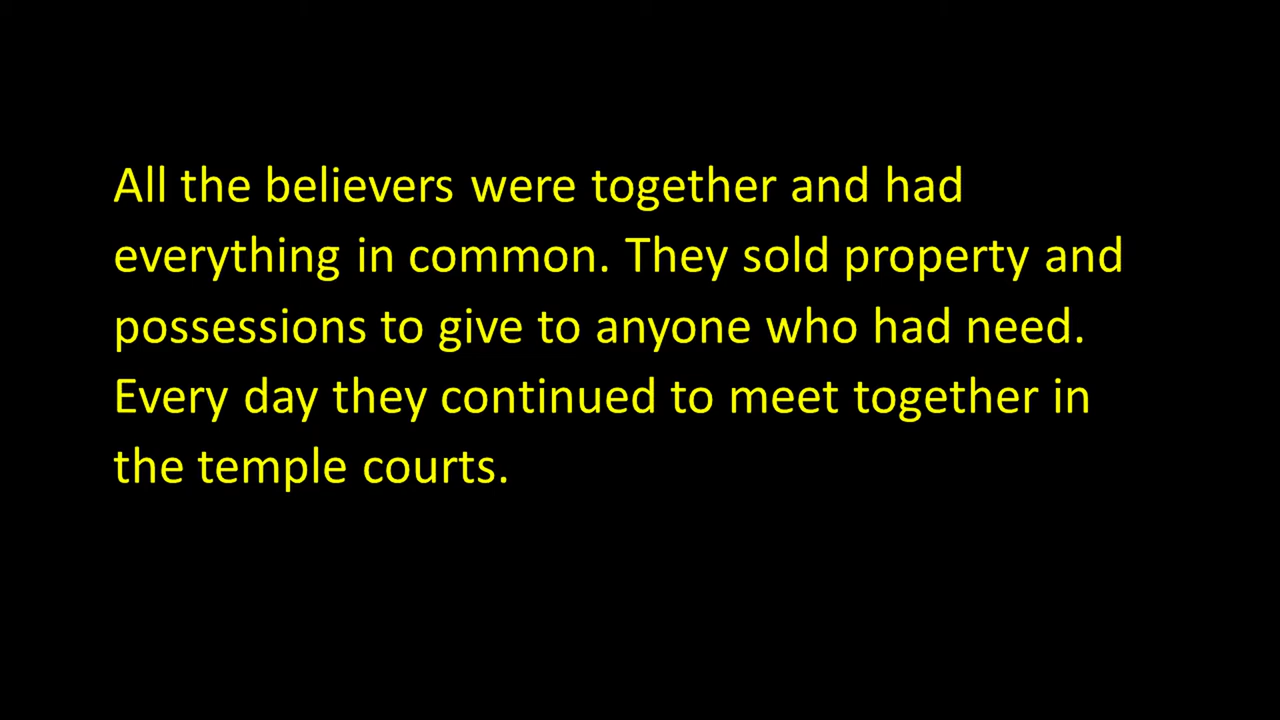 All the believers were together and had
everything in common. They sold property and
possessions to give to anyone who had need.
Every day they continued to meet together in
the temple courts.